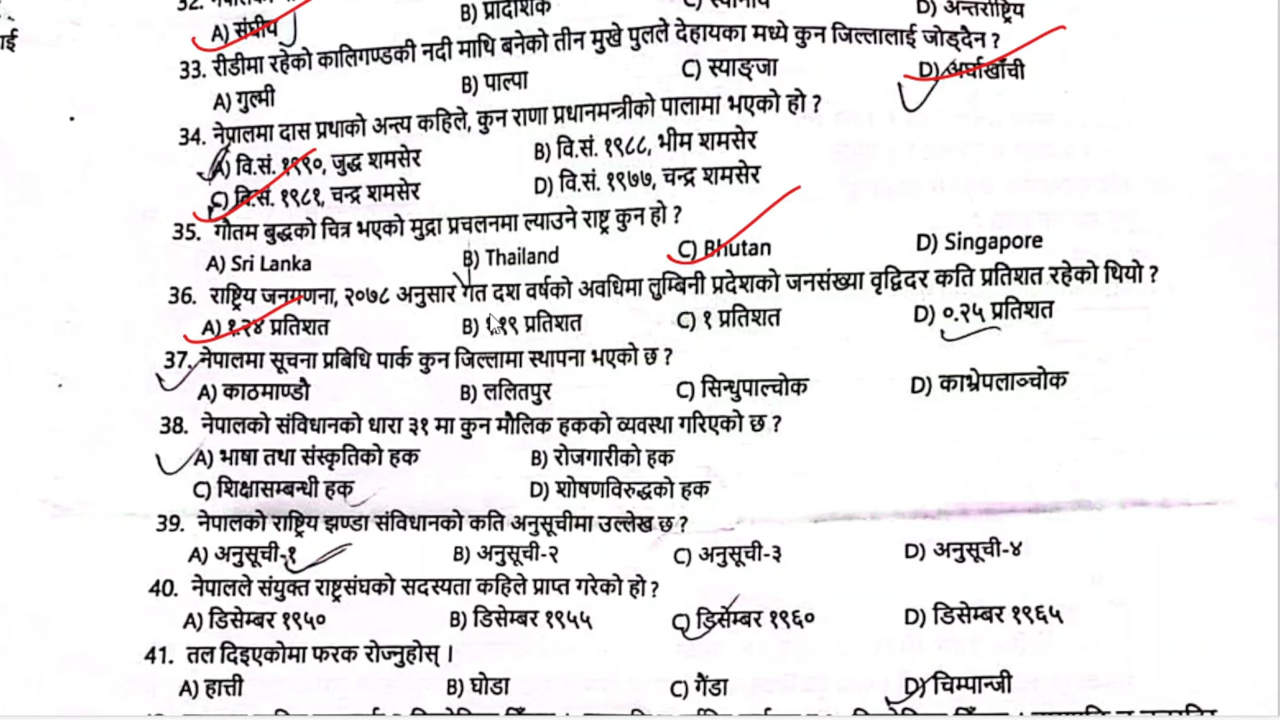 32.
A) संघीय B) प्रादेशिक C) स्थानीय D) अन्तर्राष्ट्रिय
ाई
33. रीडीमा रहेको कालिगण्डकी नदी माथि बनेको तीन मुखे पुलले देहायका मध्ये कुन जिल्लालाई जोड्दैन ?
A) गुल्मी B) पाल्पा C) स्याङ्जा D) अर्घाखाँची
34. नेपालमा दास प्रथाको अन्त्य कहिले, कुन राणा प्रधानमन्त्रीको पालामा भएको हो ?
A) वि.सं. १९९०, जुद्ध शमसेर B) वि.सं. १९८८, भीम शमसेर
C) वि.सं. १९८१, चन्द्र शमसेर D) वि.सं. १९७७, चन्द्र शमसेर
35. गौतम बुद्धको चित्र भएको मुद्रा प्रचलनमा ल्याउने राष्ट्र कुन हो ?
A) Sri Lanka B) Thailand C) Bhutan D) Singapore
36. राष्ट्रिय जनगणना, २०७८ अनुसार गत दश वर्षको अवधिमा लुम्बिनी प्रदेशको जनसंख्या वृद्विदर कति प्रतिशत रहेको थियो ?
A) १.२४ प्रतिशत B) १.१९ प्रतिशत C) १ प्रतिशत D) ०.२५ प्रतिशत
37. नेपालमा सूचना प्रबिधि पार्क कुन जिल्लामा स्थापना भएको छ ?
A) काठमाण्डौ B) ललितपुर C) सिन्धुपाल्चोक D) काभ्रेपलाञ्चोक
38. नेपालको संविधानको धारा ३१ मा कुन मौलिक हकको व्यवस्था गरिएको छ ?
A) भाषा तथा संस्कृतिको हक B) रोजगारीको हक
C) शिक्षासम्बन्धी हक D) शोषणविरुद्धको हक
39. नेपालको राष्ट्रिय झण्डा संविधानको कति अनुसूचीमा उल्लेख छ ?
A) अनुसूची-१ B) अनुसूची-२ C) अनुसूची-३ D) अनुसूची-४
40. नेपालले संयुक्त राष्ट्रसंघको सदस्यता कहिले प्राप्त गरेको हो ?
A) डिसेम्बर १९५० B) डिसेम्बर १९५५ C) डिसेम्बर १९६० D) डिसेम्बर १९६५
41. तल दिइएकोमा फरक रोज्नुहोस् ।
A) हात्ती B) घोडा C) गैंडा D) चिम्पान्जी